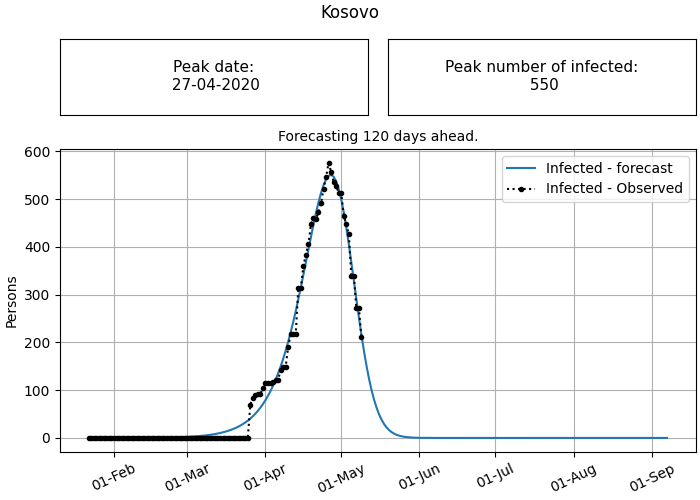 Kosovo
Peak date:
27-04-2020
Peak number of infected:
550
Forecasting 120 days ahead.
Infected - forecast
Infected - Observed
Persons
600
500
400
300
200
100
0
01-Feb
01-Mar
01-Apr
01-May
01-Jun
01-Jul
01-Aug
01-Sep